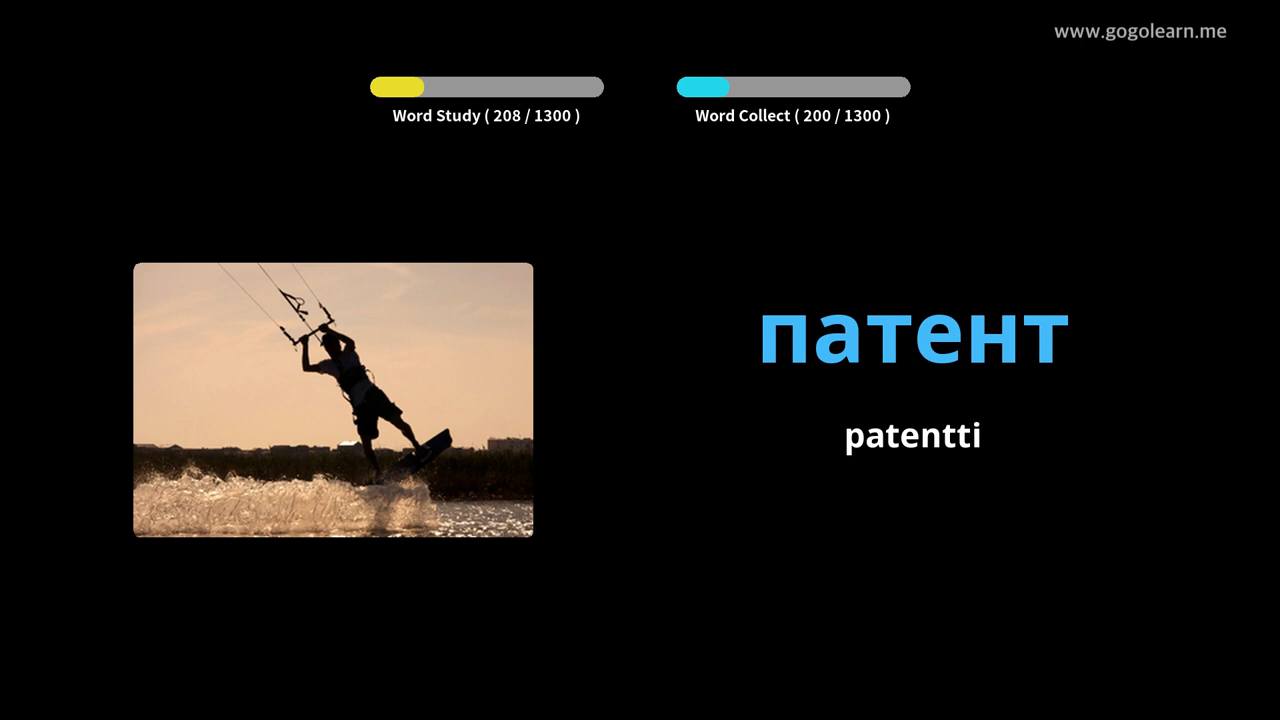 www.gogolearn.me
Word Study ( 208 / 1300 )
Word Collect ( 200 / 1300 )
патент
patentti